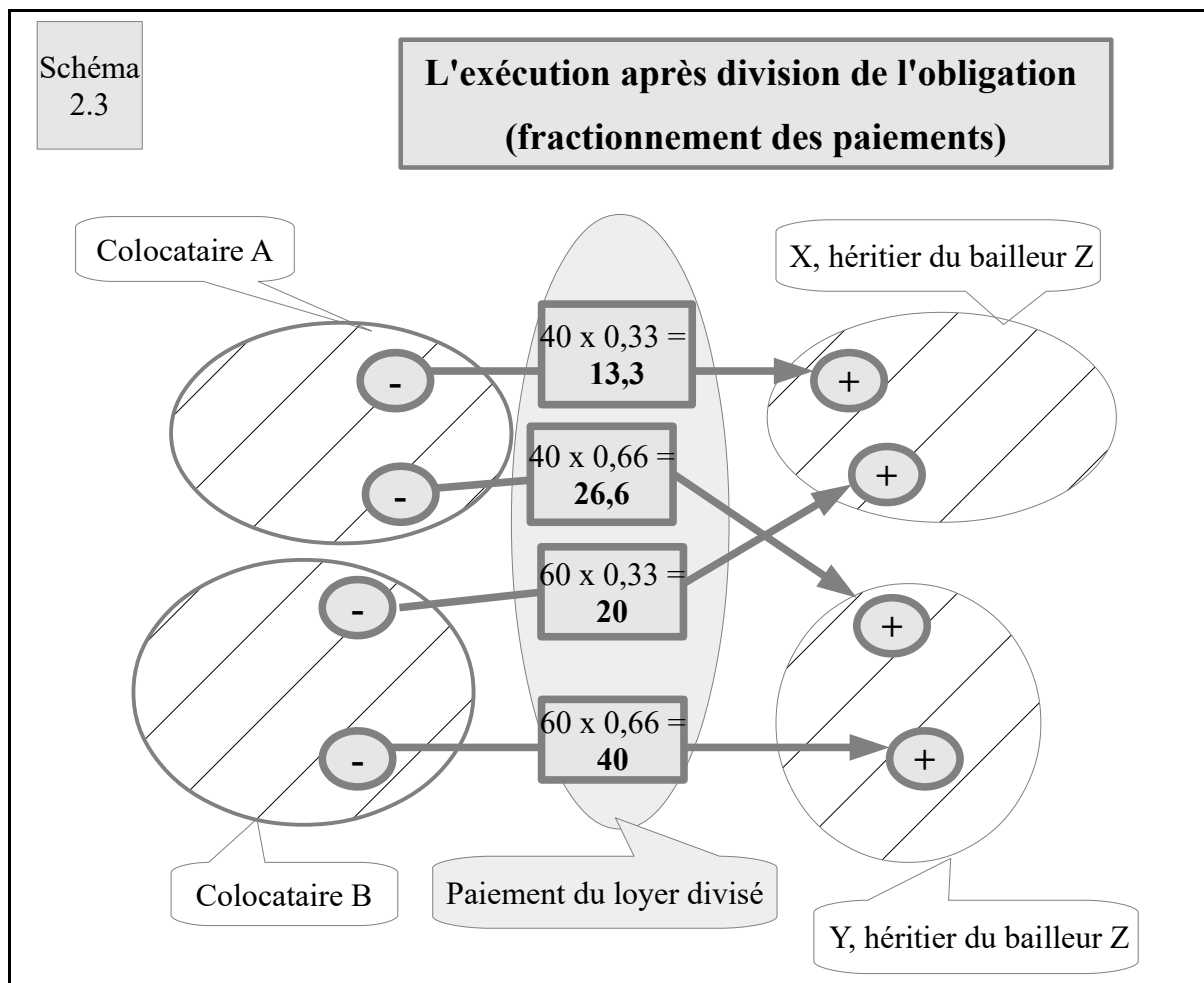 Schéma
2.3
L'exécution après division de l'obligation
(fractionnement des paiements)
Colocataire A
X, héritier du bailleur Z
40 x 0,33 =
13,3
-
+
40 x 0,66 =
26,6
-
+
60 x 0,33 =
20
-
+
60 x 0,66 =
40
-
+
Colocataire B
Paiement du loyer divisé
Y, héritier du bailleur Z